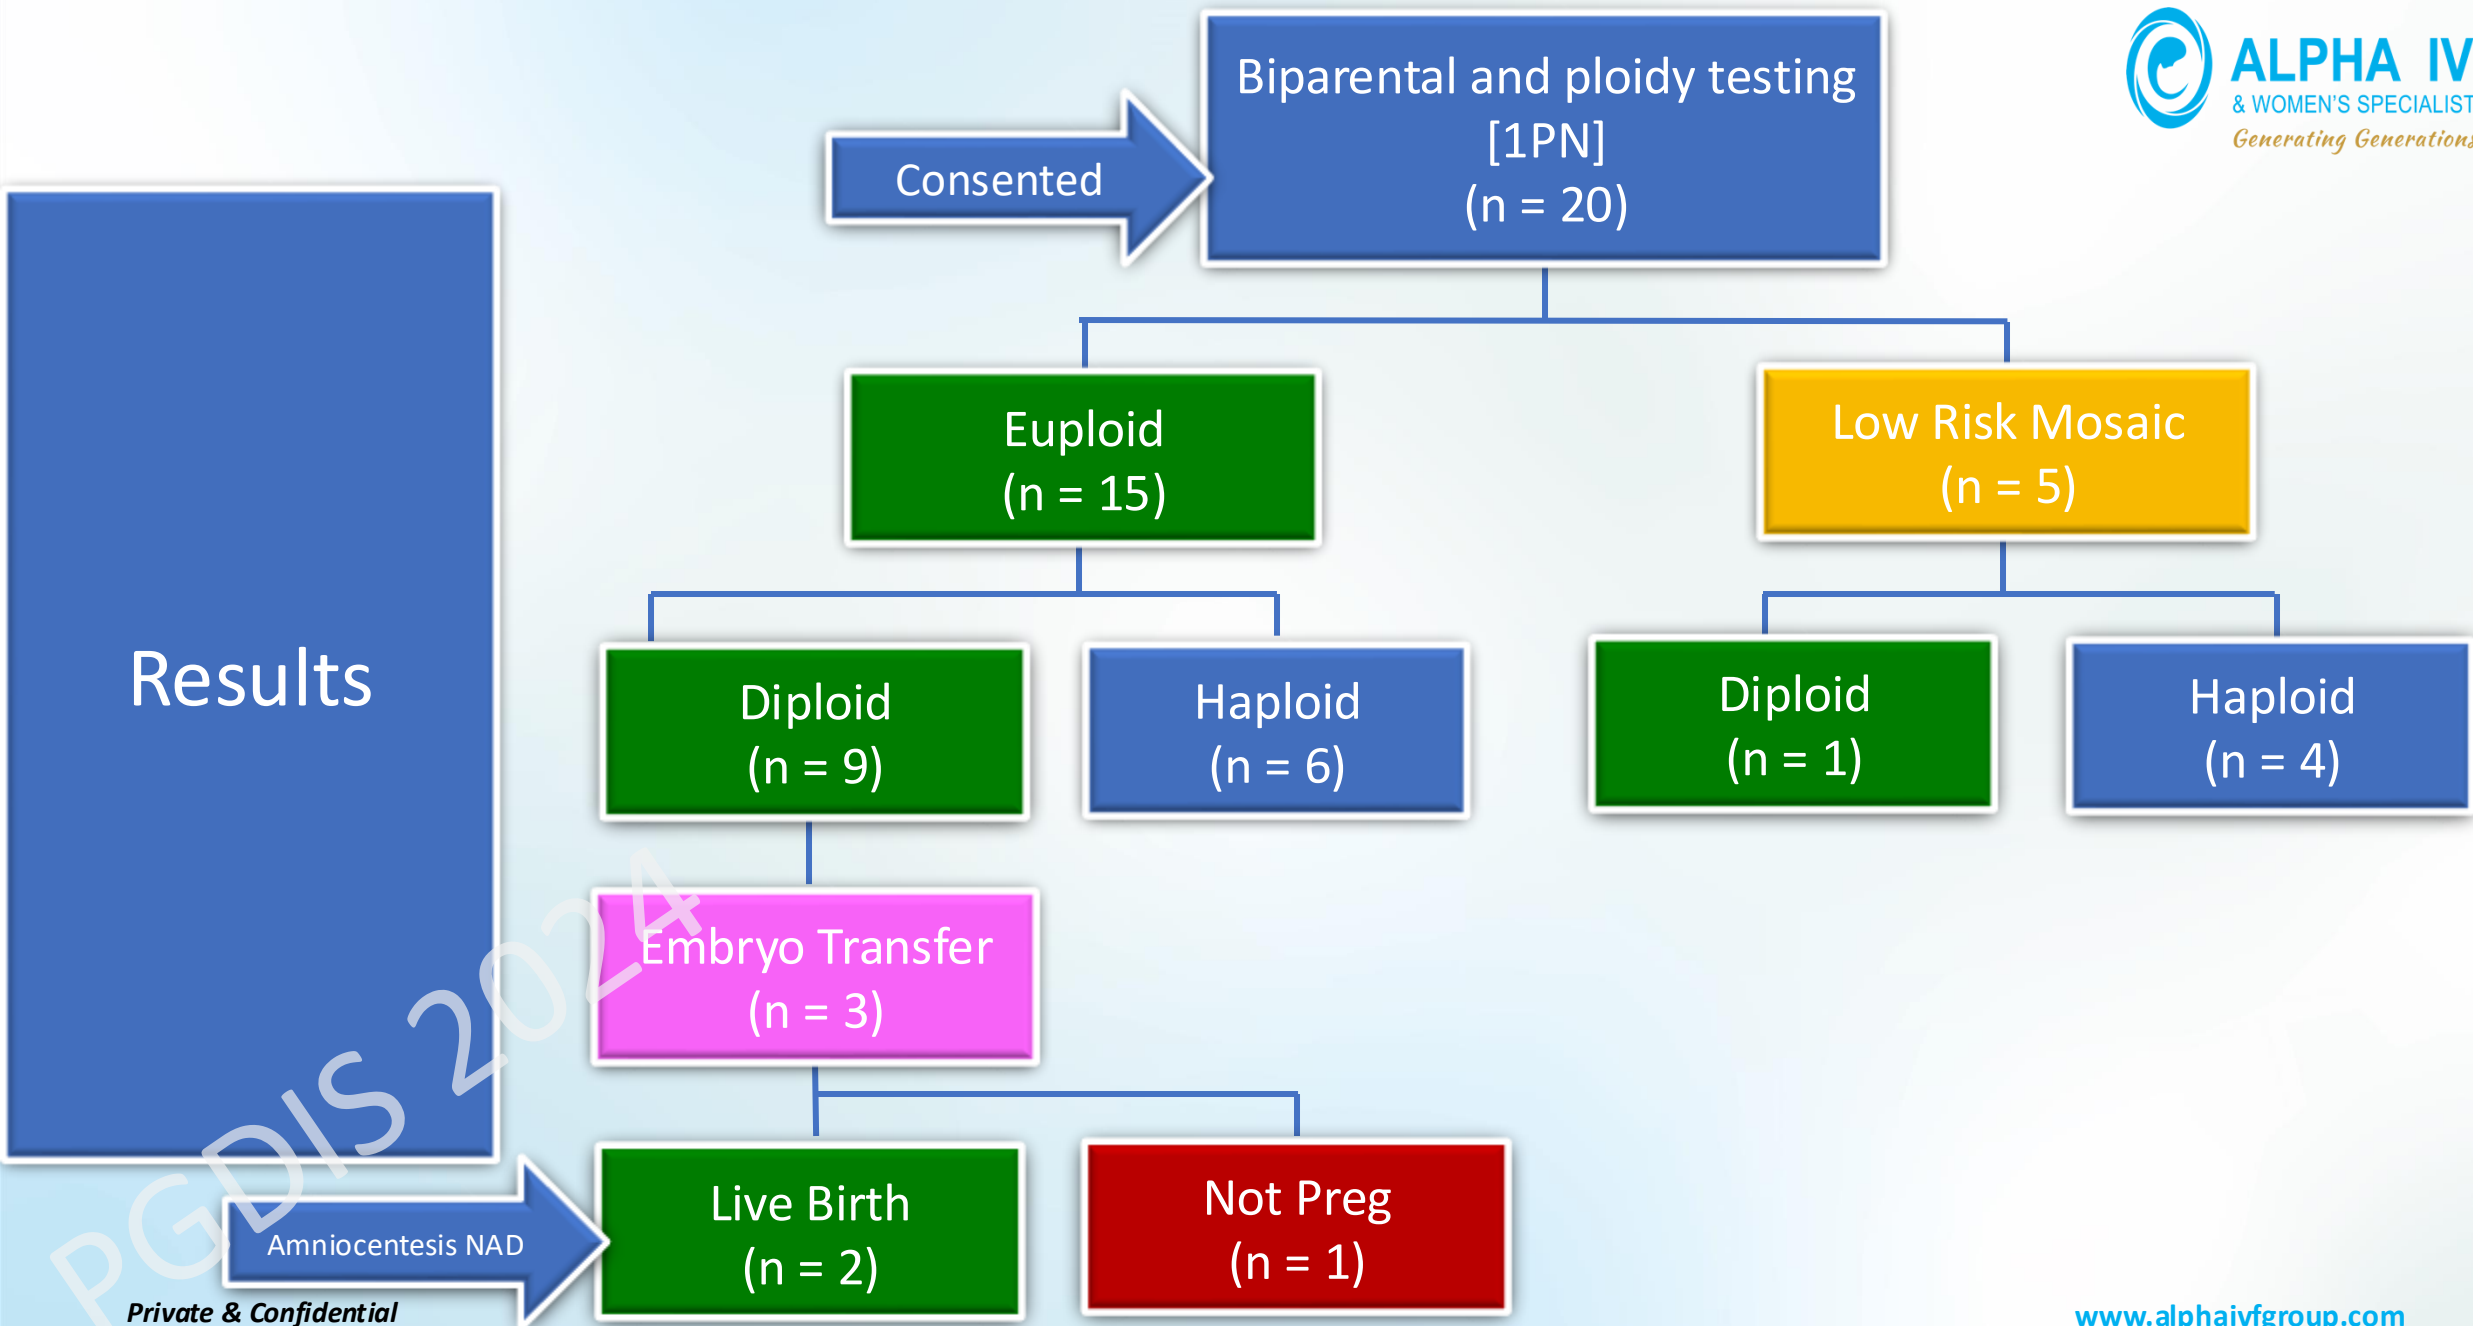 Biparental and ploidy testing
[1PN]
(n = 20)
Consented
ALPHA IV
& WOMEN'S SPECIALIST
Generating Generations
Results
Euploid
(n = 15)
Low Risk Mosaic
(n = 5)
Diploid
(n = 9)
Haploid
(n = 6)
Diploid
(n = 1)
Haploid
(n = 4)
Embryo Transfer
(n = 3)
Live Birth
(n = 2)
Not Preg
(n = 1)
Amniocentesis NAD
PGDIS 2024
Private & Confidential
www.alphaivfgroup.com